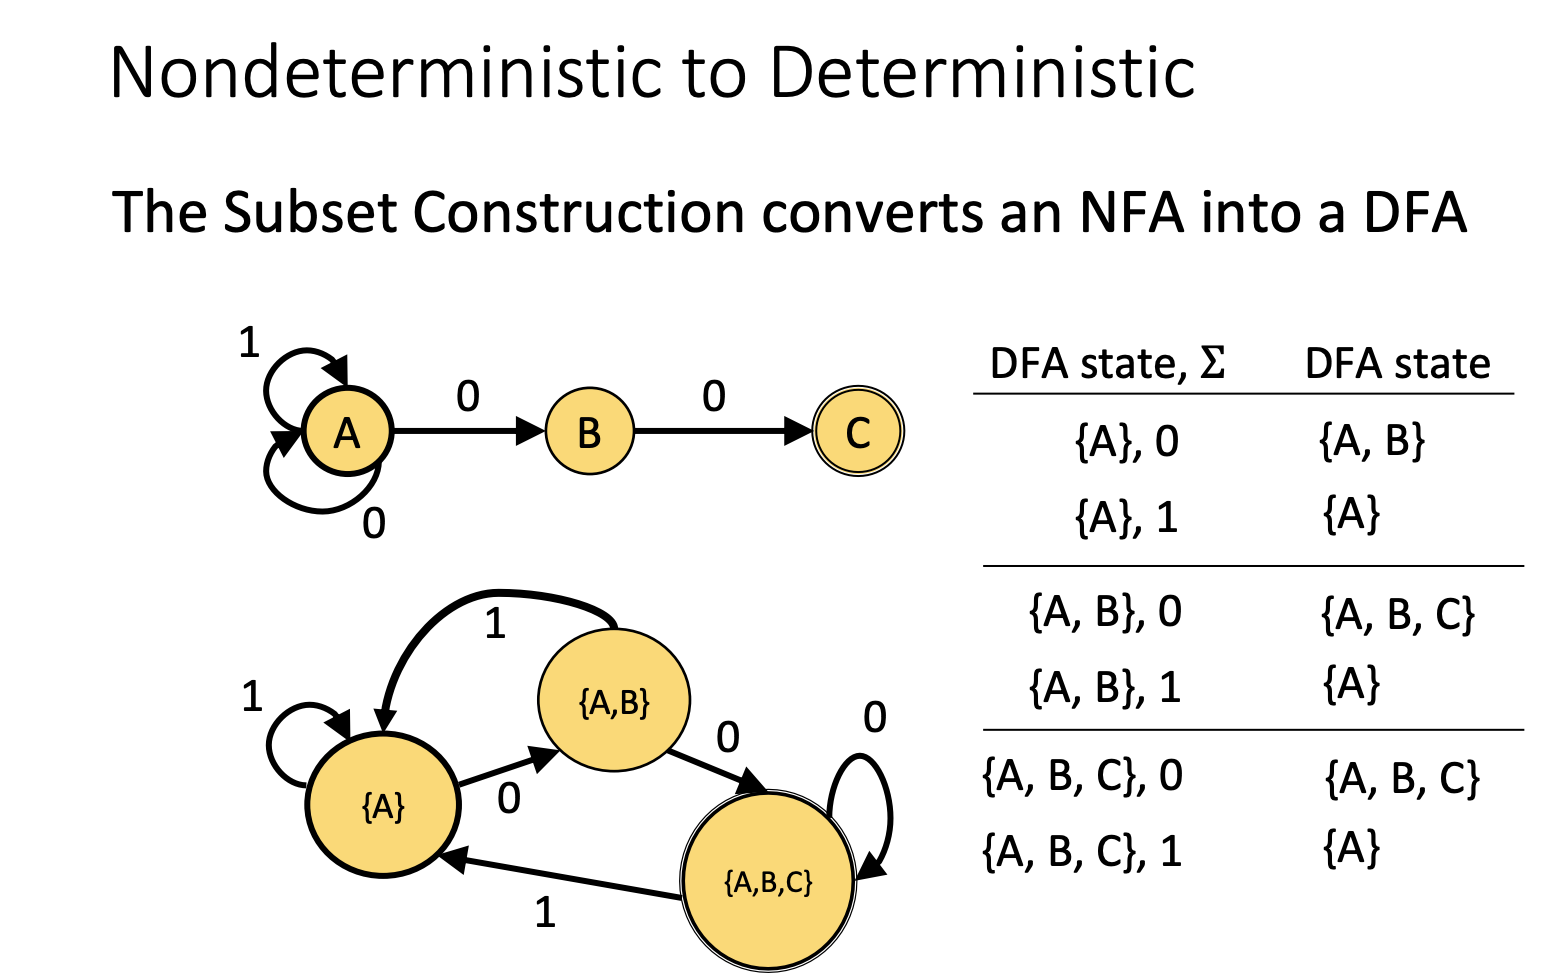 Nondeterministic to Deterministic
The Subset Construction converts an NFA into a DFA
1
A
0
B
0
C
0
1
{A,B}
1
{A}
0
0
0
{A,B,C}
1
DFA state, Σ DFA state
{A}, 0 {A, B}
{A}, 1 {A}
{A, B}, 0 {A, B, C}
{A, B}, 1 {A}
{A, B, C}, 0 {A, B, C}
{A, B, C}, 1 {A}